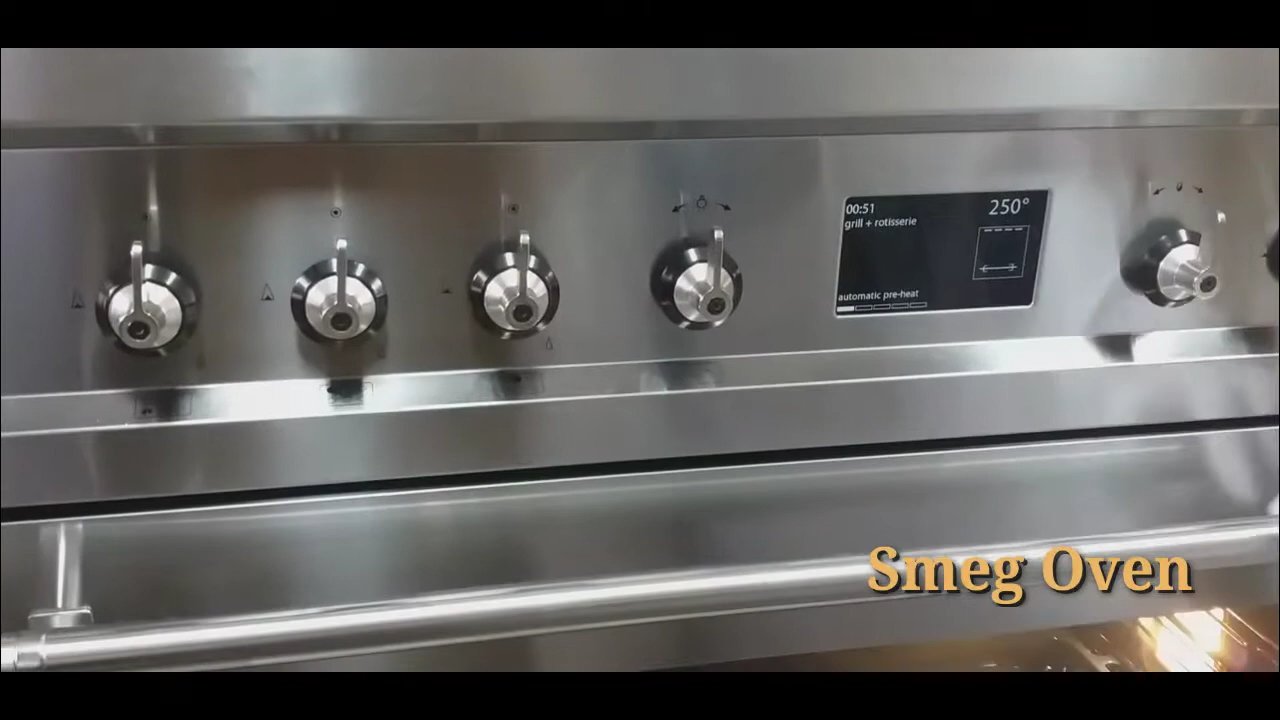 00:51
250°
grill + rotisserie
automatic pre-heat
Smeg Oven